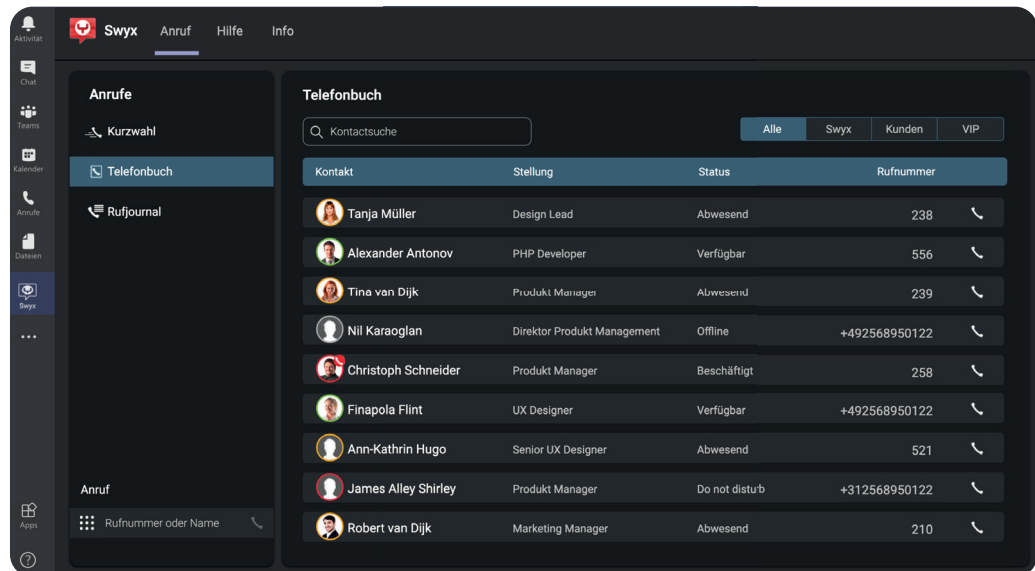 Swyx Anruf Hilfe Info
Aktivität
Chat
Teams
Kalender
Anrufe
Dateien
Swyx
Apps
Anrufe
Kurzwahl
Telefonbuch
Rufjournal
Anruf
Rufnummer oder Name
Telefonbuch
Kontactsuche
Alle Swyx Kunden VIP
Kontakt Stellung Status Rufnummer
Tanja Müller Design Lead Abwesend 238
Alexander Antonov PHP Developer Verfügbar 556
Tina van Dijk Produkt Manager Abwesend 239
Nil Karaoglan Direktor Produkt Management Offline +492568950122
Christoph Schneider Produkt Manager Beschäftigt 258
Finapola Flint UX Designer Verfügbar +492568950122
Ann-Kathrin Hugo Senior UX Designer Abwesend 521
James Alley Shirley Produkt Manager Do not disturb +312568950122
Robert van Dijk Marketing Manager Abwesend 210